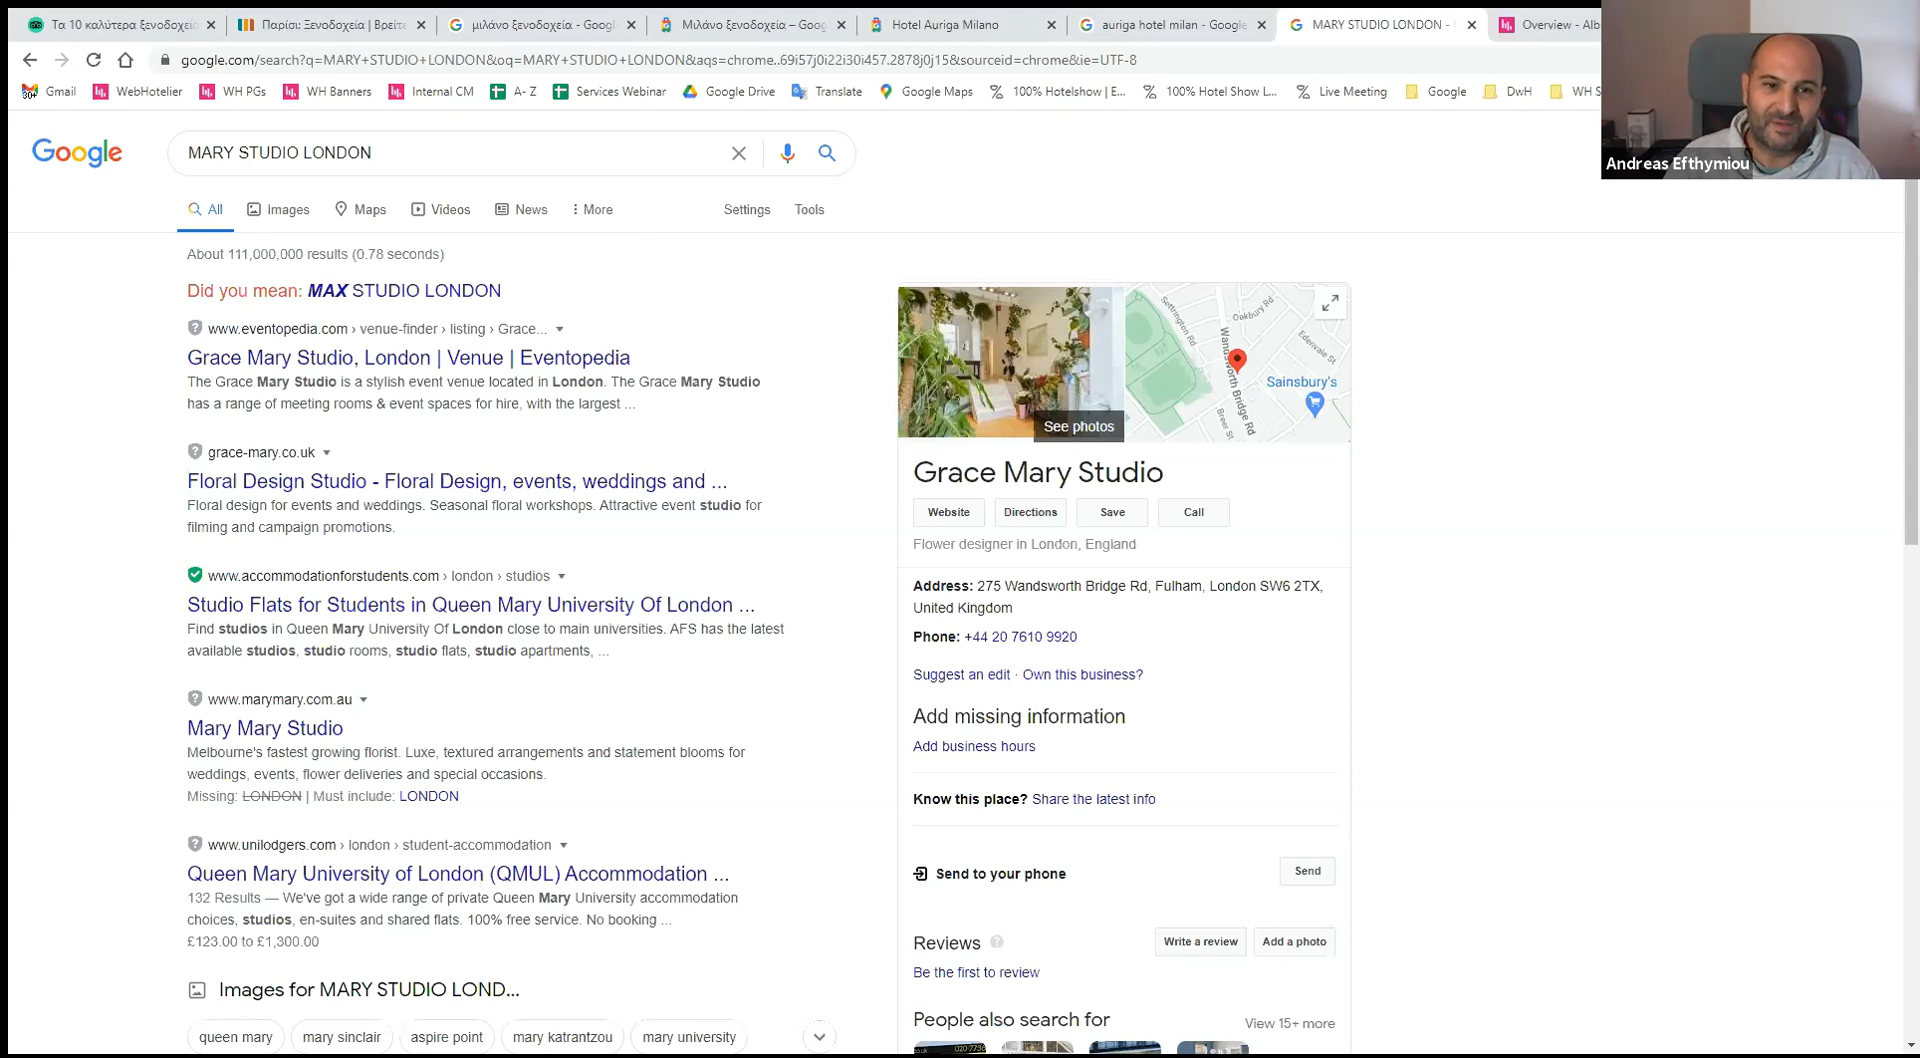 Τα 10 καλύτερα ξενοδοχεία
Παρίσι Ξενοδοχεία | Βρείτε
μιλάνο ξενοδοχεία - Googl
Μιλάνο ξενοδοχεία – Goog
Hotel Auriga Milano
auriga hotel milan - Google
MARY STUDIO LONDON -
Overview - Alb
google.com/search?q=MARY+STUDIO+LONDON&oq=MARY+STUDIO+LONDON&aqs=chrome..69i57j0i22i30i457.2878j0j15&sourceid=chrome&ie=UTF-8
30+
Gmail
WebHotelier
WH PGs
WH Banners
Internal CM
A- Z
Services Webinar
Google Drive
Translate
Google Maps
100% Hotelshow | E...
100% Hotel Show L...
Live Meeting
Google
DwH
WH S
Andreas Efthymiou
Google
MARY STUDIO LONDON
All
Images
Maps
Videos
News
More
Settings
Tools
About 111,000,000 results (0.78 seconds)
Did you mean: MAX STUDIO LONDON
www.eventopedia.com › venue-finder › listing › Grace...
Grace Mary Studio, London | Venue | Eventopedia
The Grace Mary Studio is a stylish event venue located in London. The Grace Mary Studio
has a range of meeting rooms & event spaces for hire, with the largest ...
grace-mary.co.uk
Floral Design Studio - Floral Design, events, weddings and ...
Floral design for events and weddings. Seasonal floral workshops. Attractive event studio for
filming and campaign promotions.
www.accommodationforstudents.com › london › studios
Studio Flats for Students in Queen Mary University Of London ...
Find studios in Queen Mary University Of London close to main universities. AFS has the latest
available studios, studio rooms, studio flats, studio apartments, ...
www.marymary.com.au
Mary Mary Studio
Melbourne's fastest growing florist. Luxe, textured arrangements and statement blooms for
weddings, events, flower deliveries and special occasions.
Missing: LONDON | Must include: LONDON
www.unilodgers.com › london › student-accommodation
Queen Mary University of London (QMUL) Accommodation ...
132 Results — We've got a wide range of private Queen Mary University accommodation
choices, studios, en-suites and shared flats. 100% free service. No booking ...
£123.00 to £1,300.00
Images for MARY STUDIO LOND...
queen mary
mary sinclair
aspire point
mary katrantzou
mary university
Settrington Rd
Oakbury Rd
Edenvale St
Wandsworth Bridge Rd
Breer St
Sainsbury's
See photos
Grace Mary Studio
Website
Directions
Save
Call
Flower designer in London, England
Address: 275 Wandsworth Bridge Rd, Fulham, London SW6 2TX,
United Kingdom
Phone: +44 20 7610 9920
Suggest an edit · Own this business?
Add missing information
Add business hours
Know this place? Share the latest info
Send to your phone
Send
Reviews
Write a review
Add a photo
Be the first to review
People also search for
View 15+ more